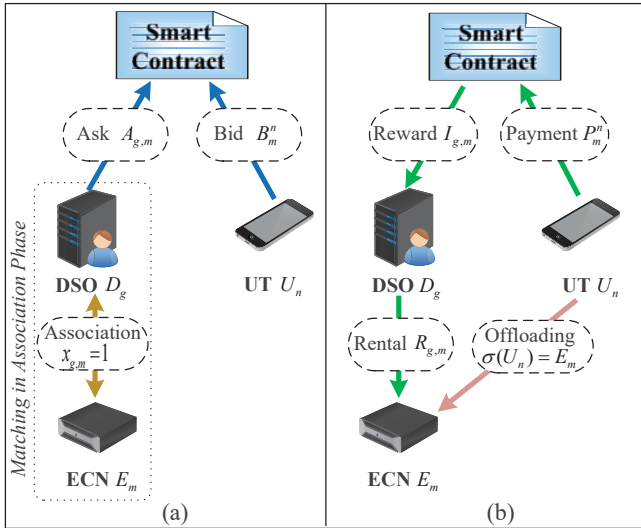 Smart
Contract
Ask A_{g,m}
Bid B_m^n
DSO D_g
UT U_n
Association
x_{g,m}=1
ECN E_m
Matching in Association Phase
(a)
Smart
Contract
Reward I_{g,m}
Payment P_m^n
DSO D_g
UT U_n
Rental R_{g,m}
Offloading
σ(U_n) = E_m
ECN E_m
(b)